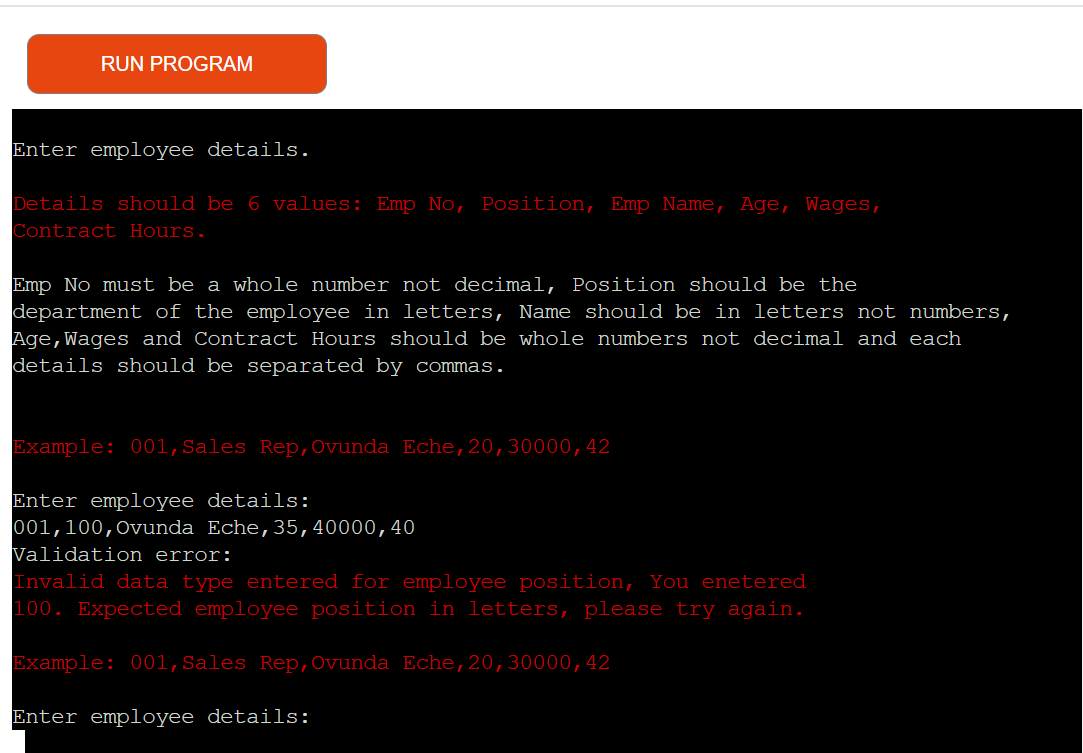 RUN PROGRAM
Enter employee details.
Details should be 6 values: Emp No, Position, Emp Name, Age, Wages,
Contract Hours.
Emp No must be a whole number not decimal, Position should be the
department of the employee in letters, Name should be in letters not numbers,
Age,Wages and Contract Hours should be whole numbers not decimal and each
details should be separated by commas.
Example: 001,Sales Rep,Ovunda Eche,20,30000,42
Enter employee details:
001,100,Ovunda Eche,35,40000,40
Validation error:
Invalid data type entered for employee position, You enetered
100. Expected employee position in letters, please try again.
Example: 001,Sales Rep,Ovunda Eche,20,30000,42
Enter employee details: